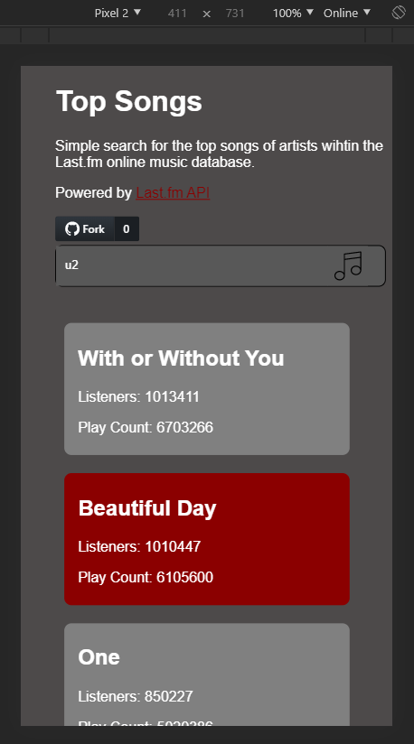 Pixel 2 ▼ 411 × 731 100% ▼ Online ▼
Top Songs
Simple search for the top songs of artists wihtin the
Last.fm online music database.
Powered by Last.fm API
Fork 0
u2
With or Without You
Listeners: 1013411
Play Count: 6703266
Beautiful Day
Listeners: 1010447
Play Count: 6105600
One
Listeners: 850227
Play Count: 5020386